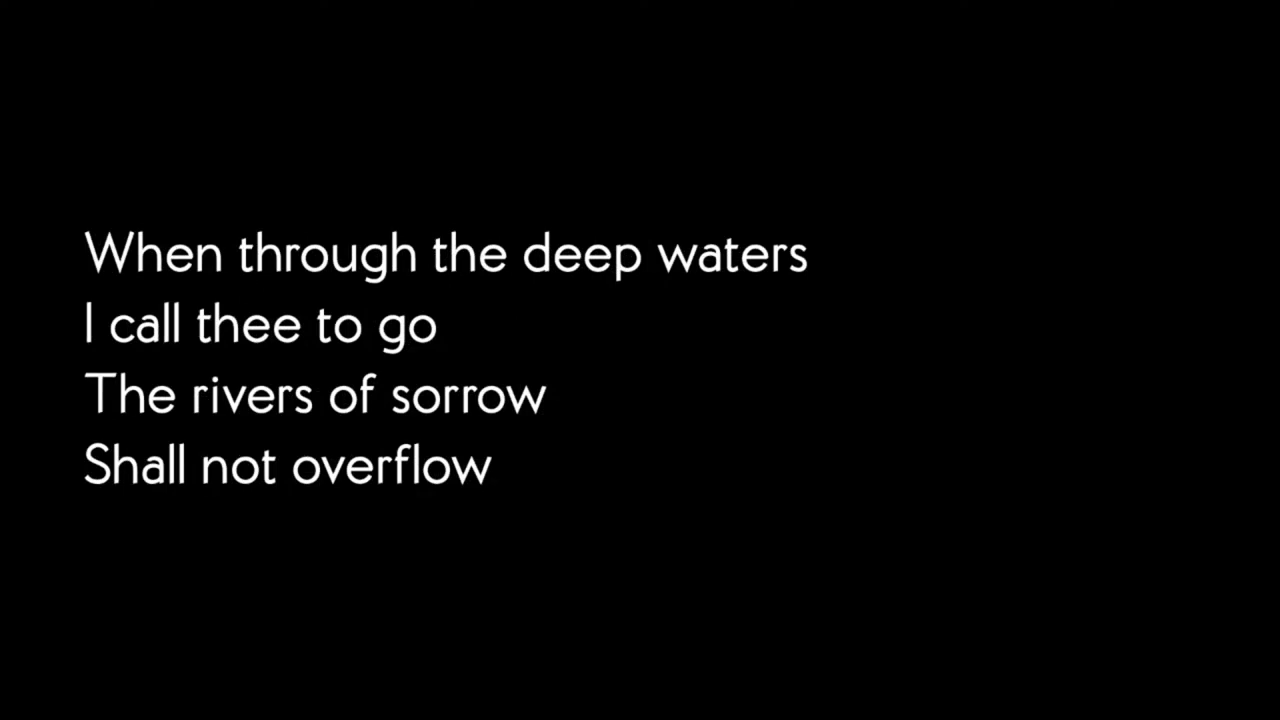 When through the deep waters
I call thee to go
The rivers of sorrow
Shall not overflow